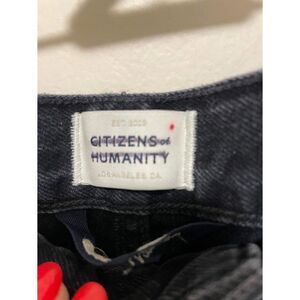 EST. 2003
CITIZENS of
HUMANITY
LOS ANGELES, CA.